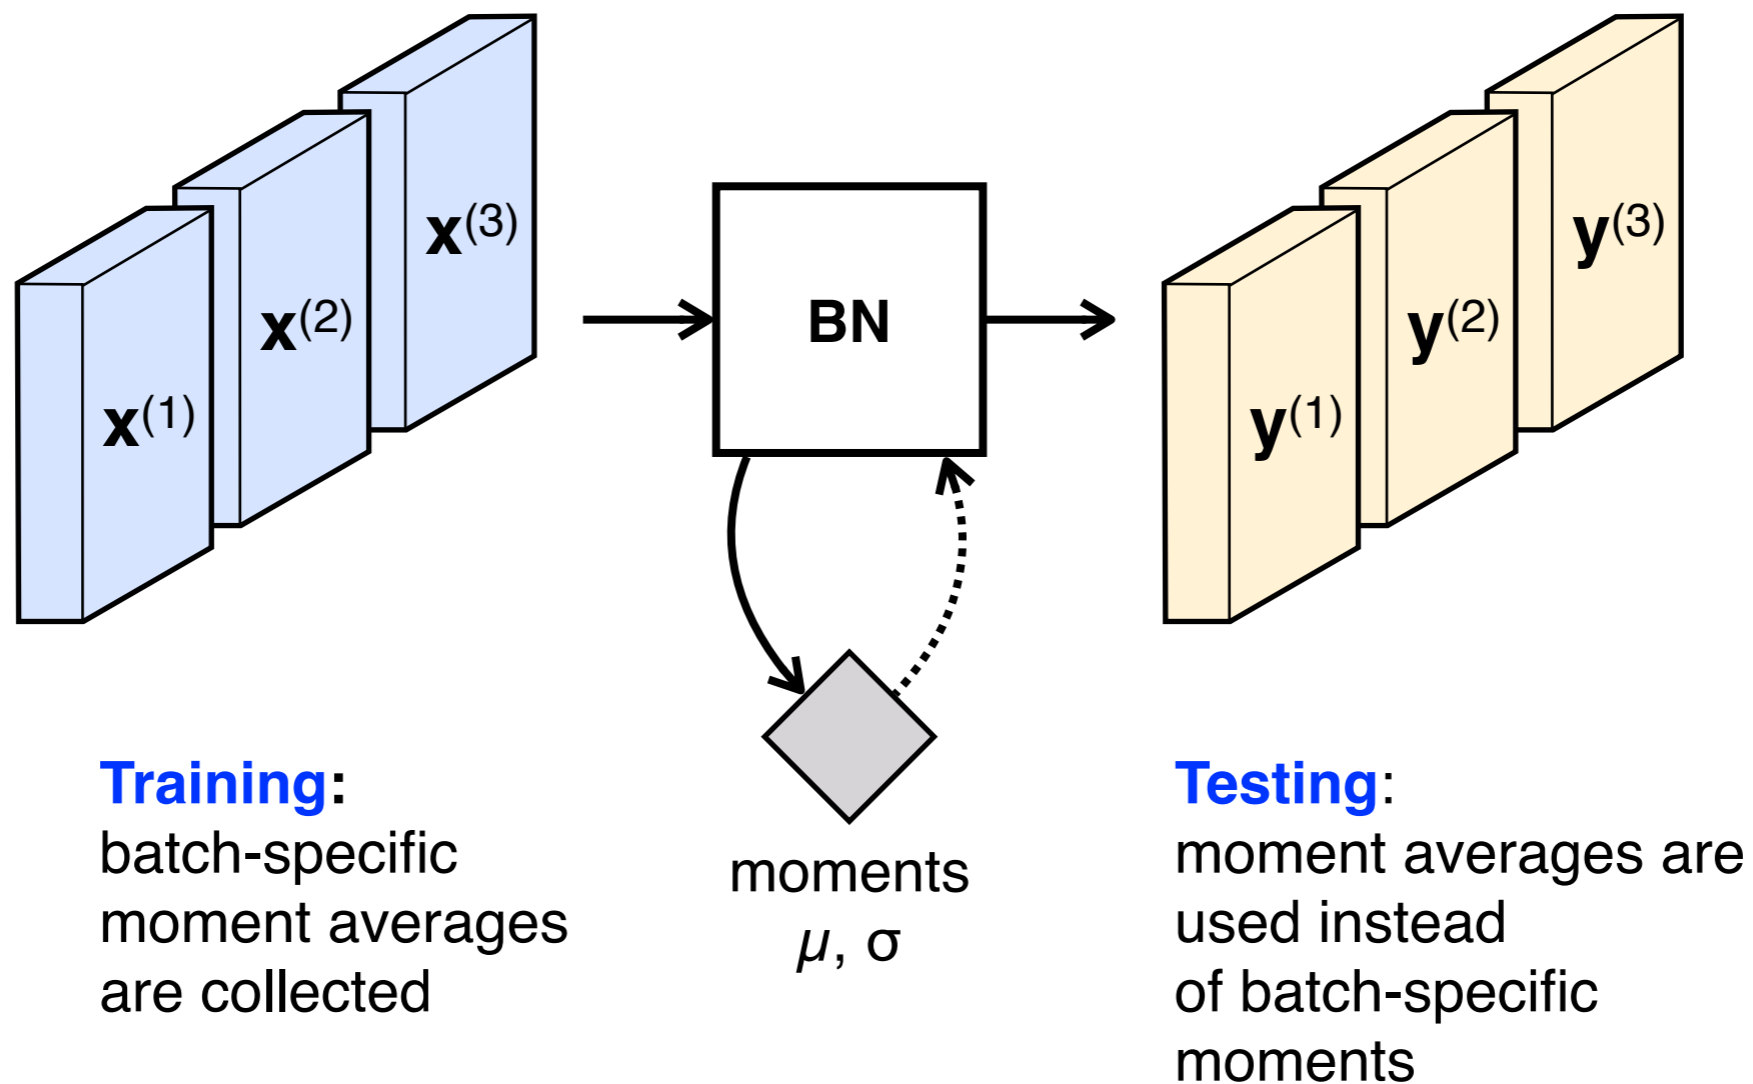 x(1)
x(2)
x(3)
BN
y(1)
y(2)
y(3)
moments
μ, σ
Training:
batch-specific
moment averages
are collected
Testing:
moment averages are
used instead
of batch-specific
moments